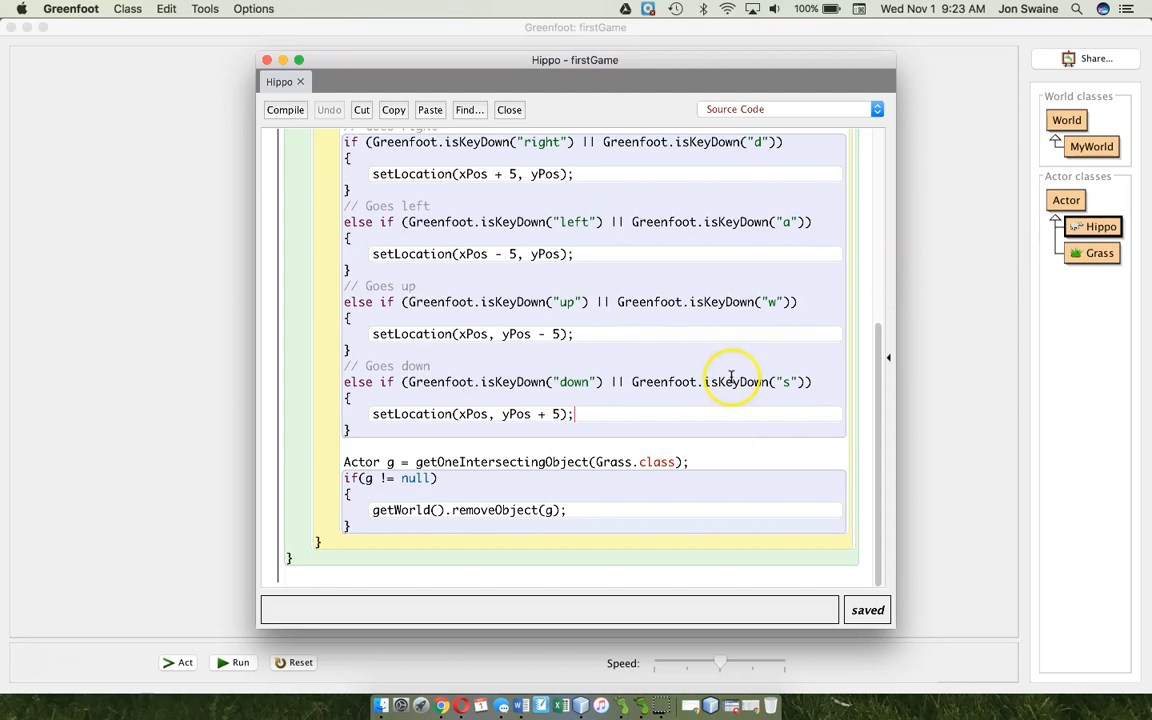 Greenfoot Class Edit Tools Options 100% Wed Nov 1 9:23 AM Jon Swaine
Greenfoot: firstGame
Hippo - firstGame
Share...
Hippo ×
World classes
Compile Undo Cut Copy Paste Find... Close Source Code
World
MyWorld
if (Greenfoot.isKeyDown("right") || Greenfoot.isKeyDown("d"))
{
setLocation(xPos + 5, yPos);
}
Actor classes
Actor
Hippo
Grass
// Goes left
else if (Greenfoot.isKeyDown("left") || Greenfoot.isKeyDown("a"))
{
setLocation(xPos - 5, yPos);
}
// Goes up
else if (Greenfoot.isKeyDown("up") || Greenfoot.isKeyDown("w"))
{
setLocation(xPos, yPos - 5);
}
// Goes down
else if (Greenfoot.isKeyDown("down") || Greenfoot.isKeyDown("s"))
{
setLocation(xPos, yPos + 5);
}
Actor g = getOneIntersectingObject(Grass.class);
if(g != null)
{
getWorld().removeObject(g);
}
}
}
saved
Act Run Reset Speed: